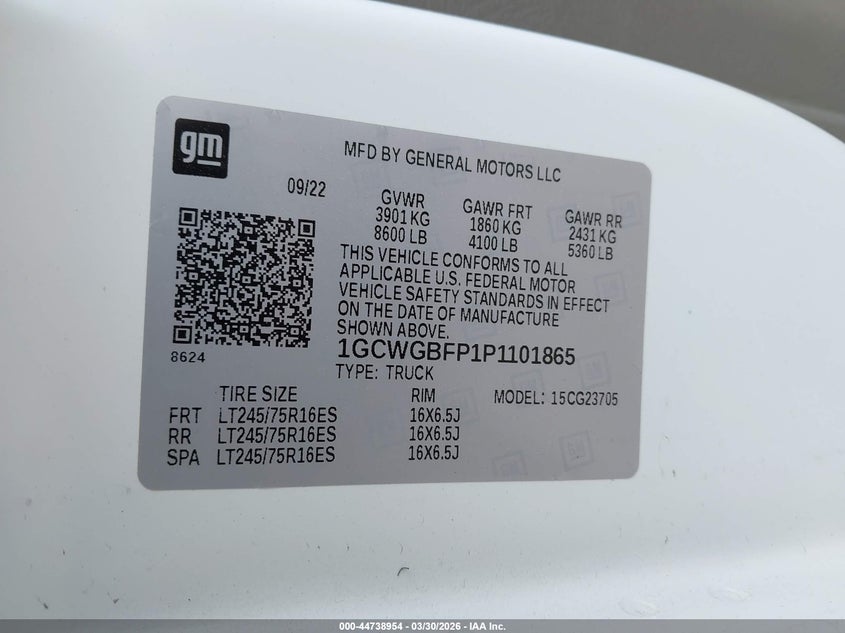 gm
MFD BY GENERAL MOTORS LLC
09/22
GVWR
3901 KG
8600 LB
GAWR FRT
1860 KG
4100 LB
GAWR RR
2431 KG
5360 LB
THIS VEHICLE CONFORMS TO ALL
APPLICABLE U.S. FEDERAL MOTOR
VEHICLE SAFETY STANDARDS IN EFFECT
ON THE DATE OF MANUFACTURE
SHOWN ABOVE.
8624
1GCWGBFP1P1101865
TYPE: TRUCK
TIRE SIZE RIM MODEL: 15CG23705
FRT LT245/75R16ES 16X6.5J
RR LT245/75R16ES 16X6.5J
SPA LT245/75R16ES 16X6.5J
000-44738954 — 03/30/2026 — IAA Inc.